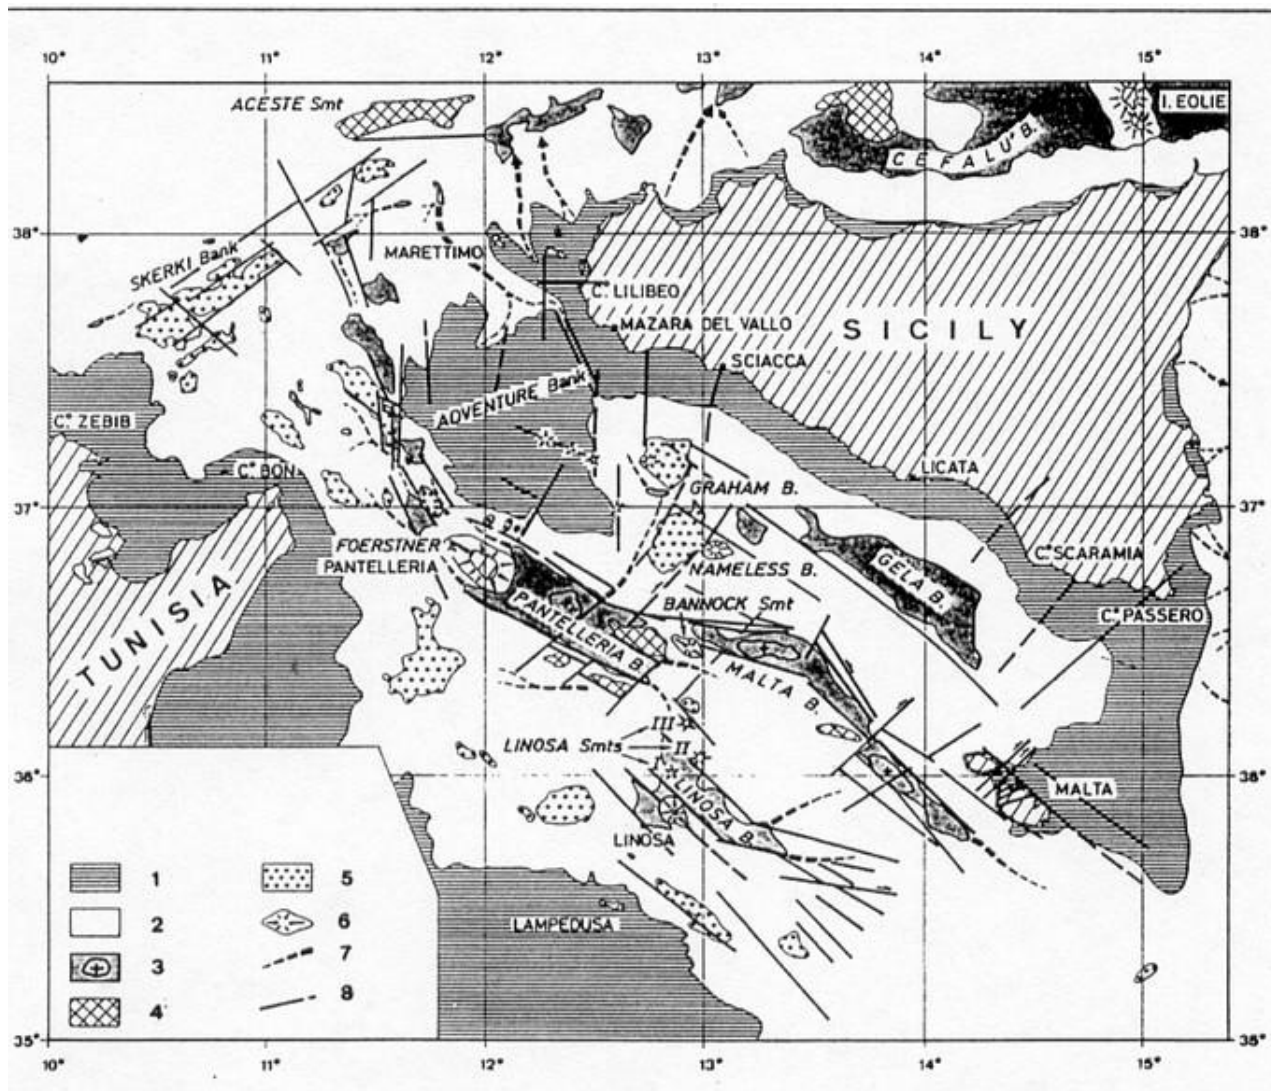 10° 11° 12° 13° 14° 15°
ACESTE Smt
I. EOLIE
CEFALU' B.
38° 38°
SKERKI Bank
MARETTIMO
C.º LILIBEO
MAZARA DEL VALLO
SICILY
SCIACCA
ADVENTURE Bank
C.º ZEBIB
C.º BON
LICATA
GRAHAM B.
37° 37°
FOERSTNER
PANTELLERIA
NAMELESS B.
GELA B.
C.º SCARAMIA
TUNISIA
PANTELLERIA B.
BANNOCK Smt
C.º PASSERO
MALTA B.
III
LINOSA Smts
II
36° 36°
MALTA
LINOSA B.
LINOSA
1 5
2 6
3 7
4 8
LAMPEDUSA
35° 35°
10° 11° 12° 13° 14° 15°